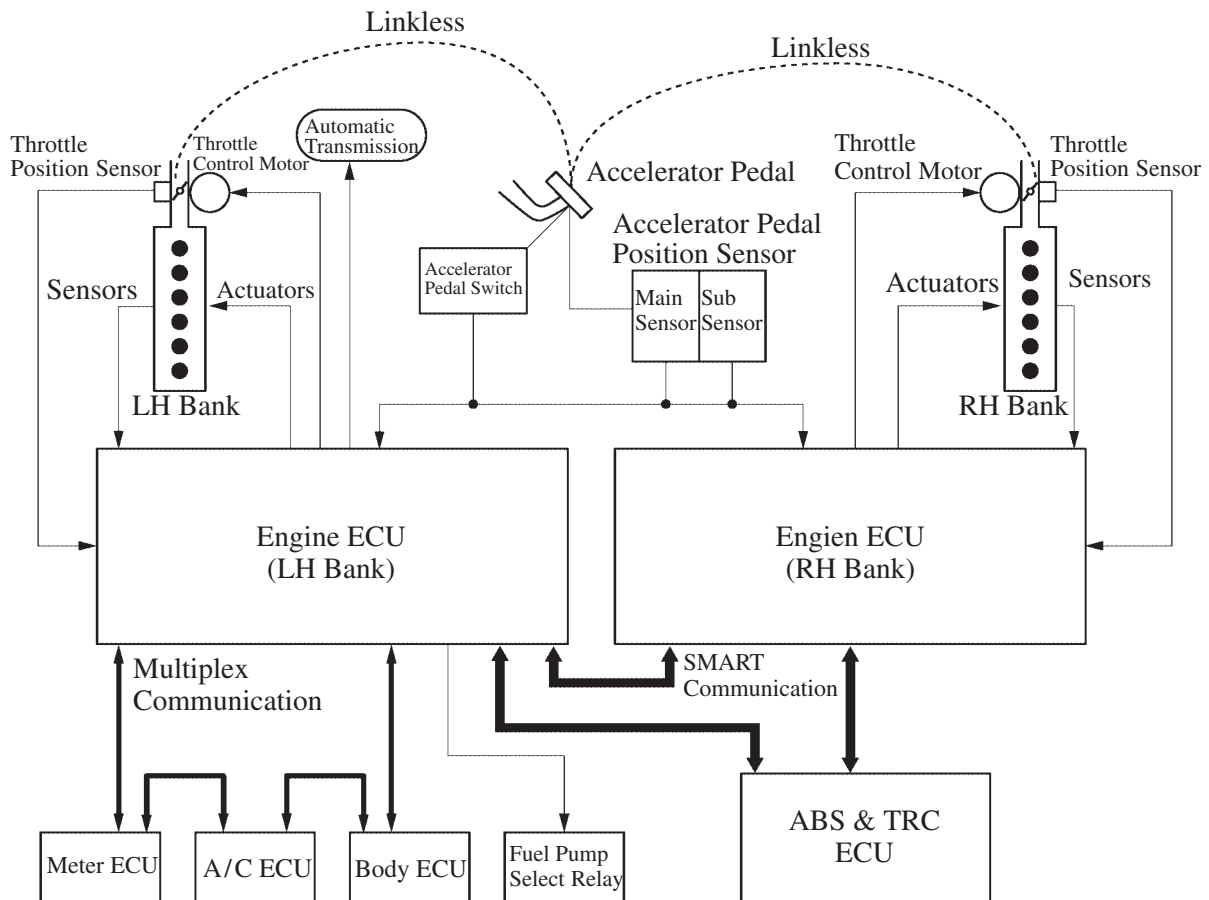 Linkless
Linkless
Automatic
Transmission
Throttle
Position Sensor
Throttle
Control Motor
Accelerator Pedal
Throttle
Control Motor
Throttle
Position Sensor
Accelerator Pedal
Position Sensor
Accelerator
Pedal Switch
Main
Sensor
Sub
Sensor
Sensors
Actuators
Actuators
Sensors
LH Bank
RH Bank
Engine ECU
(LH Bank)
Engien ECU
(RH Bank)
Multiplex
Communication
SMART
Communication
Meter ECU
A/C ECU
Body ECU
Fuel Pump
Select Relay
ABS & TRC
ECU